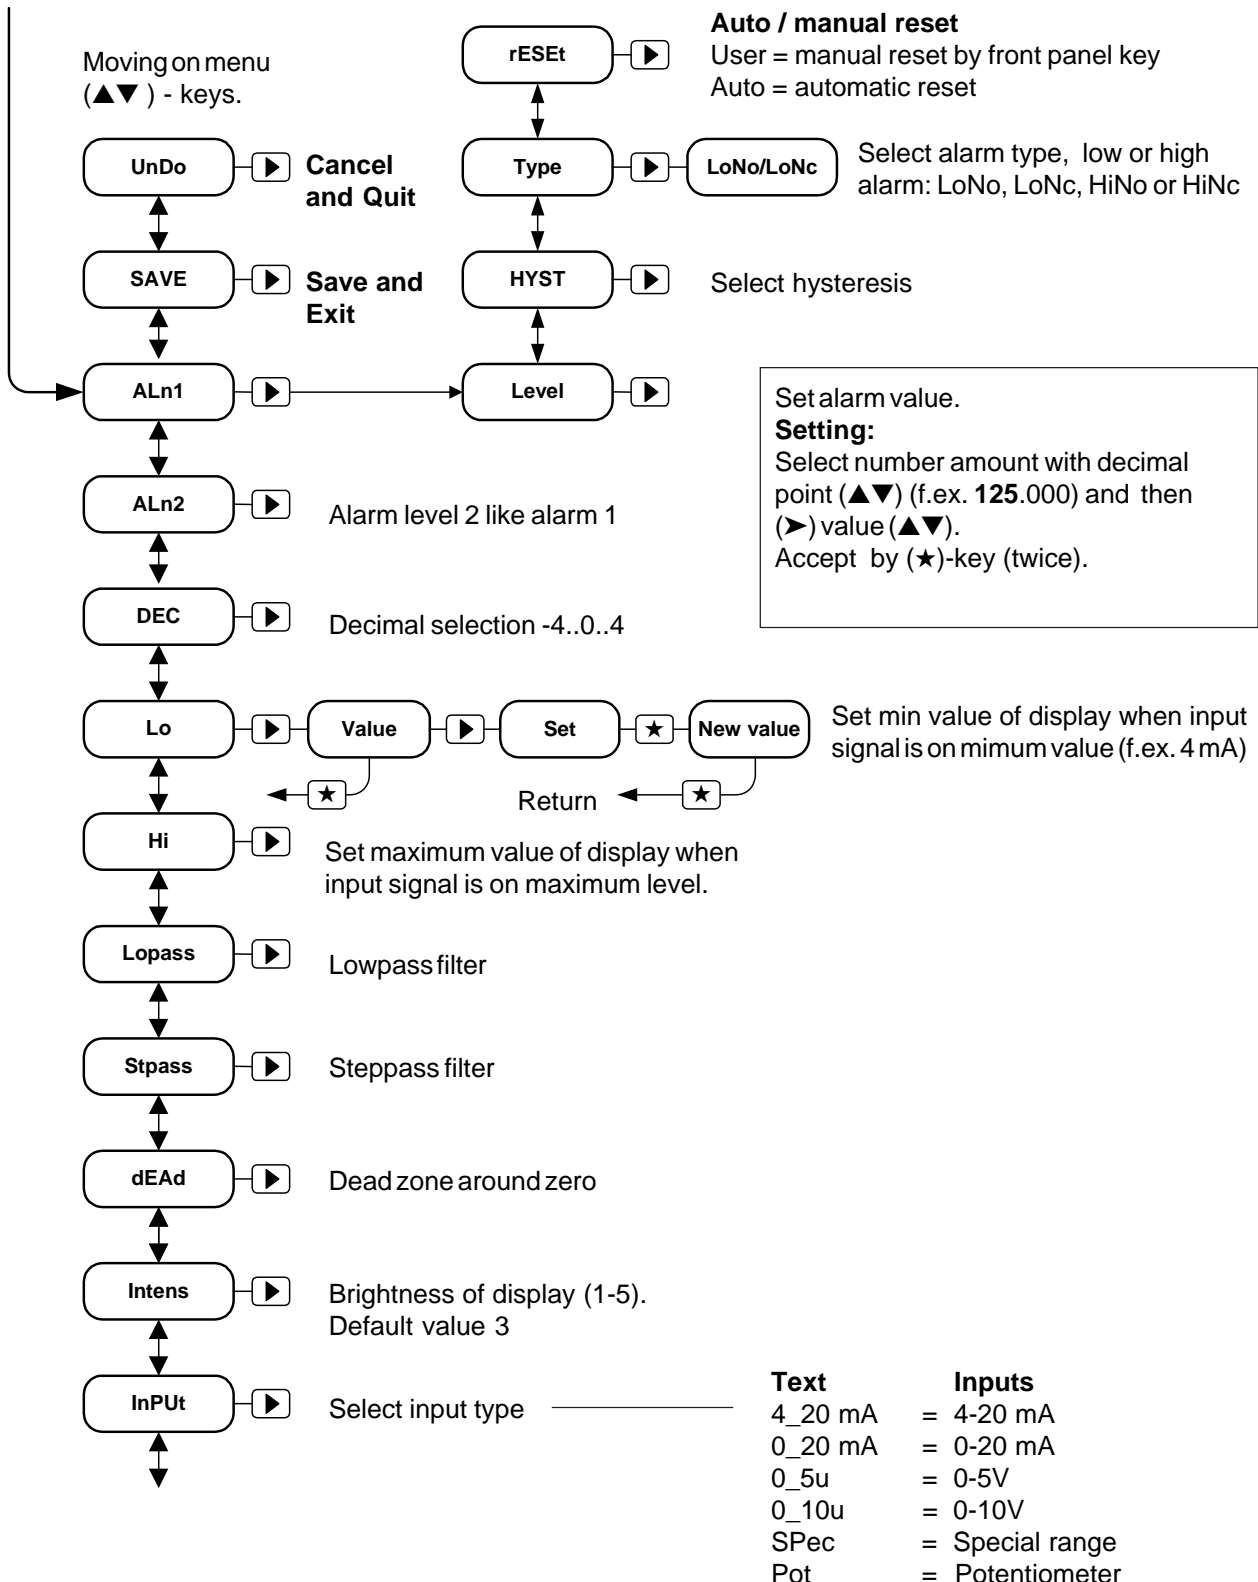 Auto / manual reset
rESEt
User = manual reset by front panel key
Auto = automatic reset
Moving on menu
(▲▼ ) - keys.
UnDo
Cancel
and Quit
Type
LoNo/LoNc
Select alarm type, low or high
alarm: LoNo, LoNc, HiNo or HiNc
SAVE
Save and
Exit
HYST
Select hysteresis
ALn1
Level
Set alarm value.
Setting:
Select number amount with decimal
point (▲▼) (f.ex. 125.000) and then
(➤) value (▲▼).
Accept by (★)-key (twice).
ALn2
Alarm level 2 like alarm 1
DEC
Decimal selection -4..0..4
Lo
Value
Set
★
New value
Set min value of display when input
signal is on mimum value (f.ex. 4 mA)
★
Return
★
Hi
Set maximum value of display when
input signal is on maximum level.
Lopass
Lowpass filter
Stpass
Steppass filter
dEAd
Dead zone around zero
Intens
Brightness of display (1-5).
Default value 3
InPUt
Select input type
Text Inputs
4_20 mA = 4-20 mA
0_20 mA = 0-20 mA
0_5u = 0-5V
0_10u = 0-10V
SPec = Special range
Pot = Potentiometer